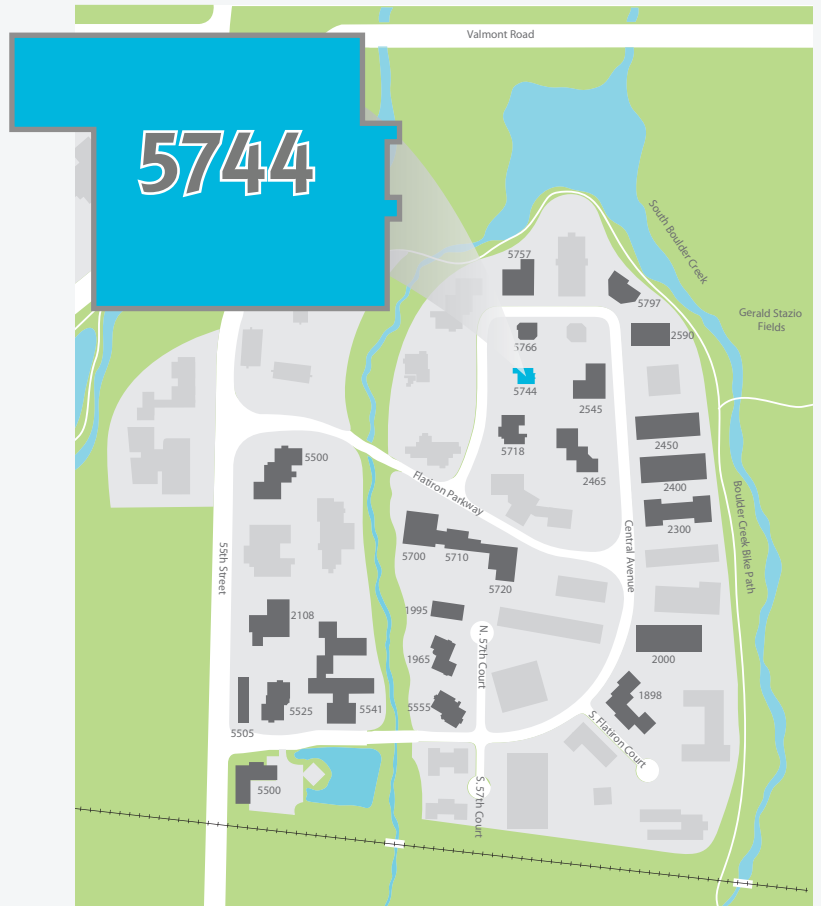 Valmont Road
5744
South Boulder Creek
5757
5797
Gerald Stazio
Fields
2590
5766
5744
2545
2450
5718
5500
2465
2400
Flatiron Parkway
Boulder Creek Bike Path
2300
Central Avenue
55th Street
5700
5710
5720
1995
2108
N. 57th Court
1965
2000
1898
5555
5525
5541
S. Flatiron Court
5505
5500
S. 57th Court